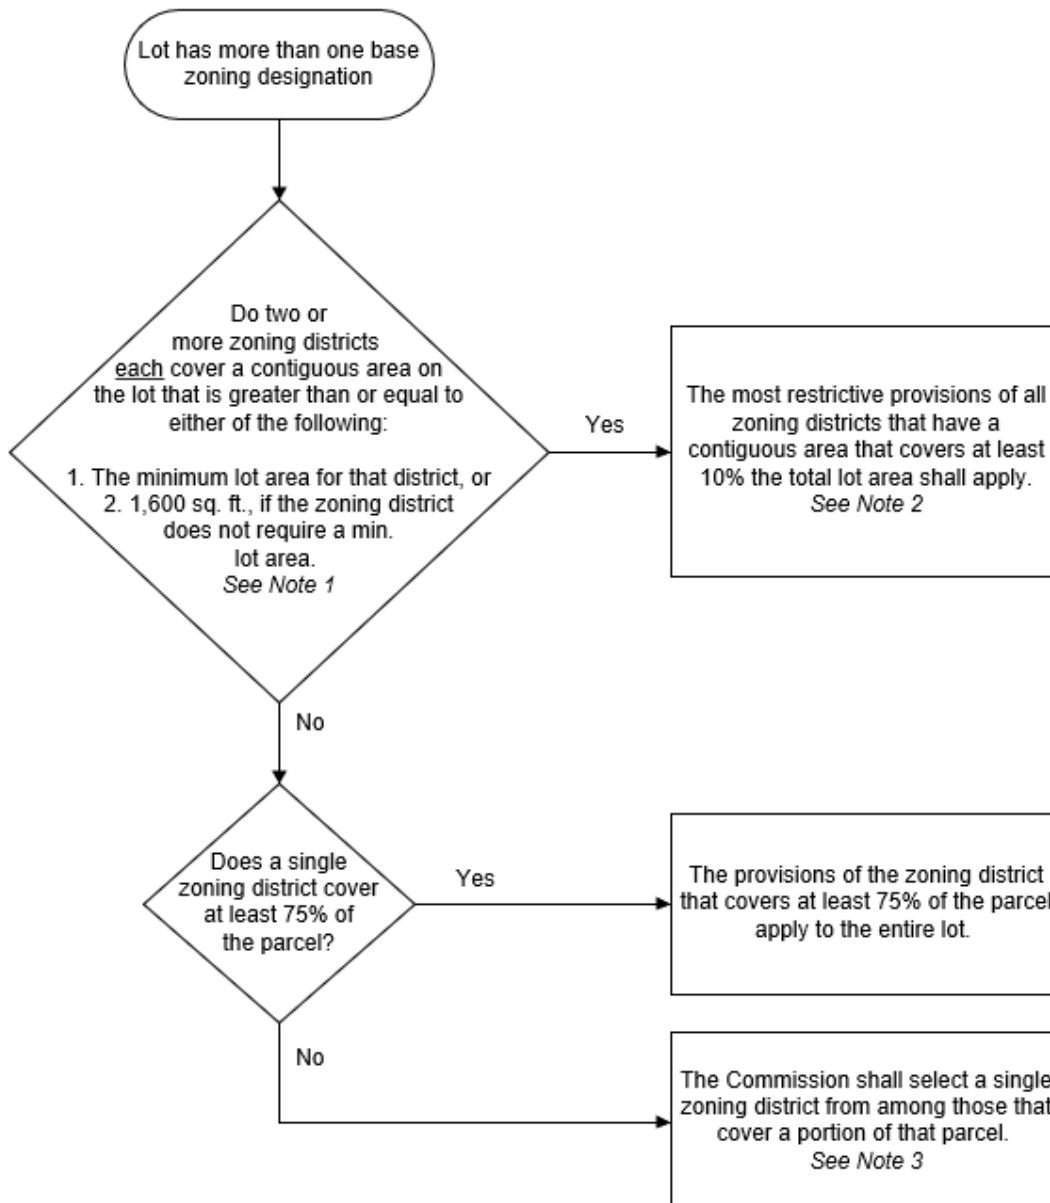 Lot has more than one base
zoning designation
Do two or
more zoning districts
each cover a contiguous area on
the lot that is greater than or equal to
either of the following:
1. The minimum lot area for that district, or
2. 1,600 sq. ft., if the zoning district
does not require a min.
lot area.
See Note 1
Yes
The most restrictive provisions of all
zoning districts that have a
contiguous area that covers at least
10% the total lot area shall apply.
See Note 2
No
Does a single
zoning district cover
at least 75% of
the parcel?
Yes
The provisions of the zoning district
that covers at least 75% of the parcel
apply to the entire lot.
No
The Commission shall select a single
zoning district from among those that
cover a portion of that parcel.
See Note 3